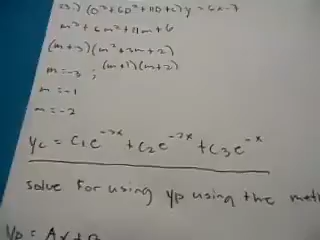 (D³+6D²+11D+6)y = 6x-7
m³+6m²+11m+6
(m+3)(m²+3m+2)
m=-3 ; (m+1)(m+2)
m=-1
m=-2
yc = c1e^-3x + c2e^-2x + c3e^-x
solve for using yp using the
yp = Ax+